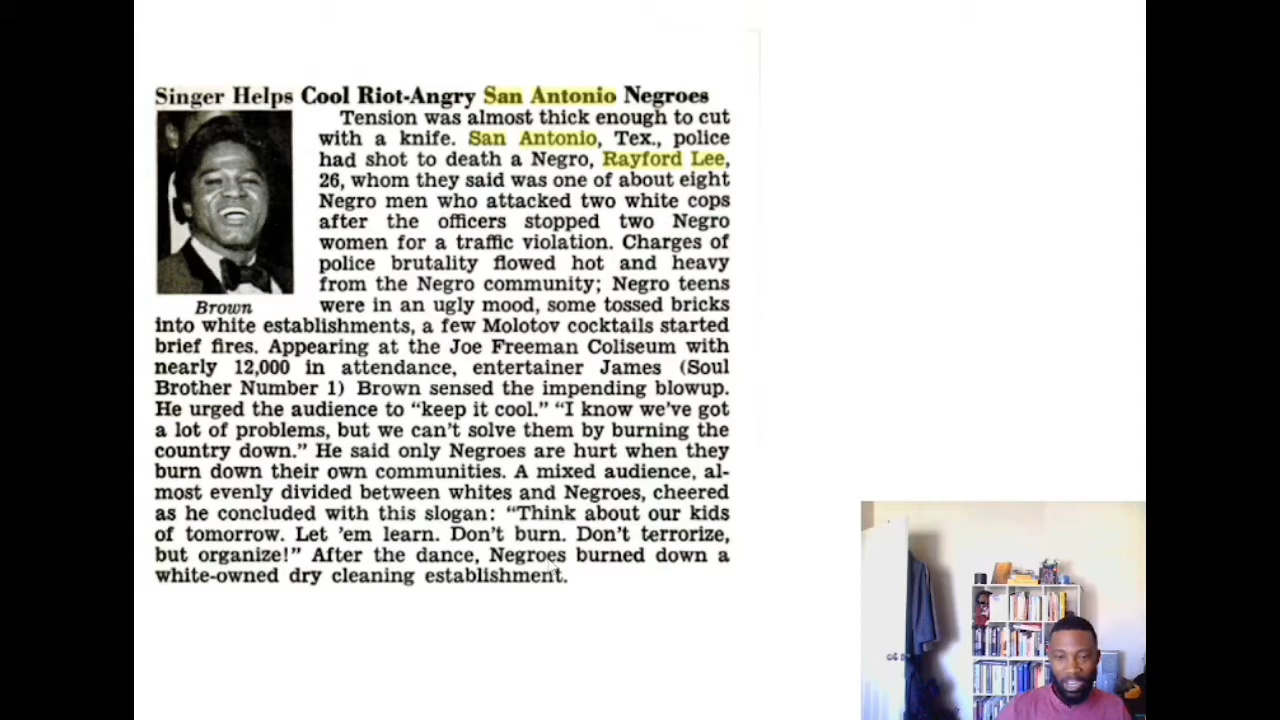 Singer Helps Cool Riot-Angry San Antonio Negroes
Tension was almost thick enough to cut
with a knife. San Antonio, Tex., police
had shot to death a Negro, Rayford Lee,
26, whom they said was one of about eight
Negro men who attacked two white cops
after the officers stopped two Negro
women for a traffic violation. Charges of
police brutality flowed hot and heavy
from the Negro community; Negro teens
Brown
were in an ugly mood, some tossed bricks
into white establishments, a few Molotov cocktails started
brief fires. Appearing at the Joe Freeman Coliseum with
nearly 12,000 in attendance, entertainer James (Soul
Brother Number 1) Brown sensed the impending blowup.
He urged the audience to “keep it cool.” “I know we’ve got
a lot of problems, but we can’t solve them by burning the
country down.” He said only Negroes are hurt when they
burn down their own communities. A mixed audience, al-
most evenly divided between whites and Negroes, cheered
as he concluded with this slogan: “Think about our kids
of tomorrow. Let ’em learn. Don’t burn. Don’t terrorize,
but organize!” After the dance, Negroes burned down a
white-owned dry cleaning establishment.